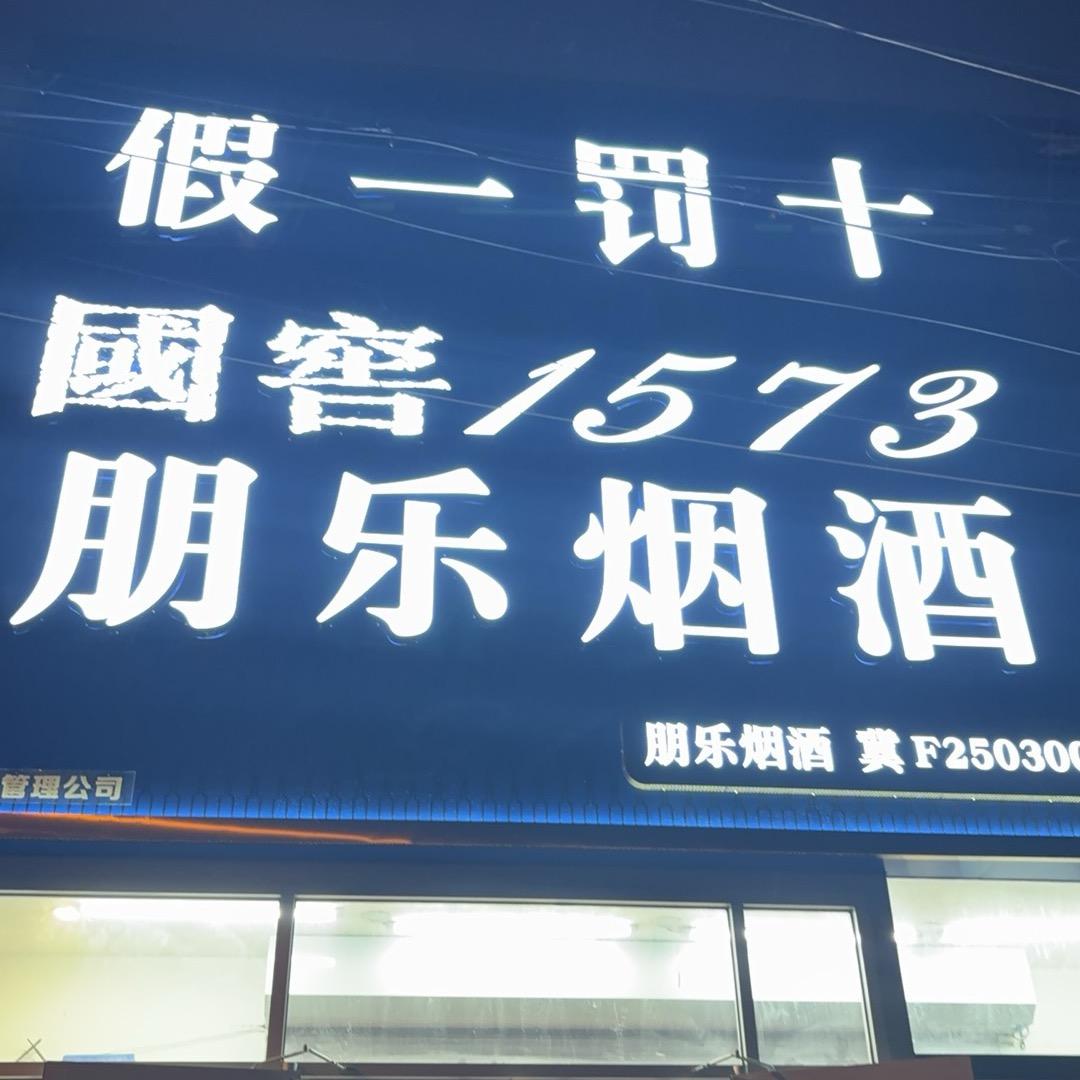 假一罚十
國窖1573
朋乐烟酒
朋乐烟酒 冀F250300
管理公司